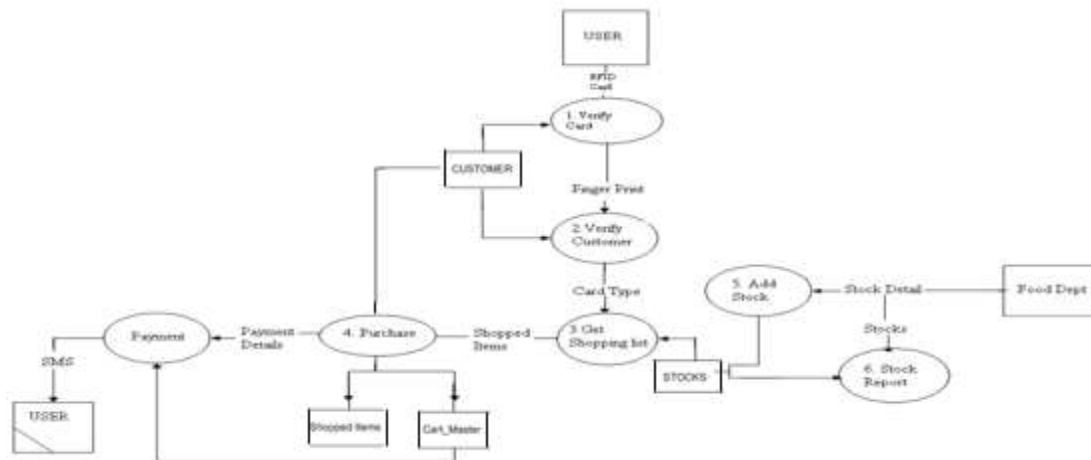 USER
RFID
Card
1. Verify
Card
CUSTOMER
Finger Print
2. Verify
Customer
Card Type
5. Add
Stock
Stock Detail
Food Dept
Stocks
Payment
Payment
Details
4. Purchase
Shopped
Items
3. Get
Shopping list
STOCKS
6. Stock
Report
SMS
USER
Shopped Items
Cart_Master